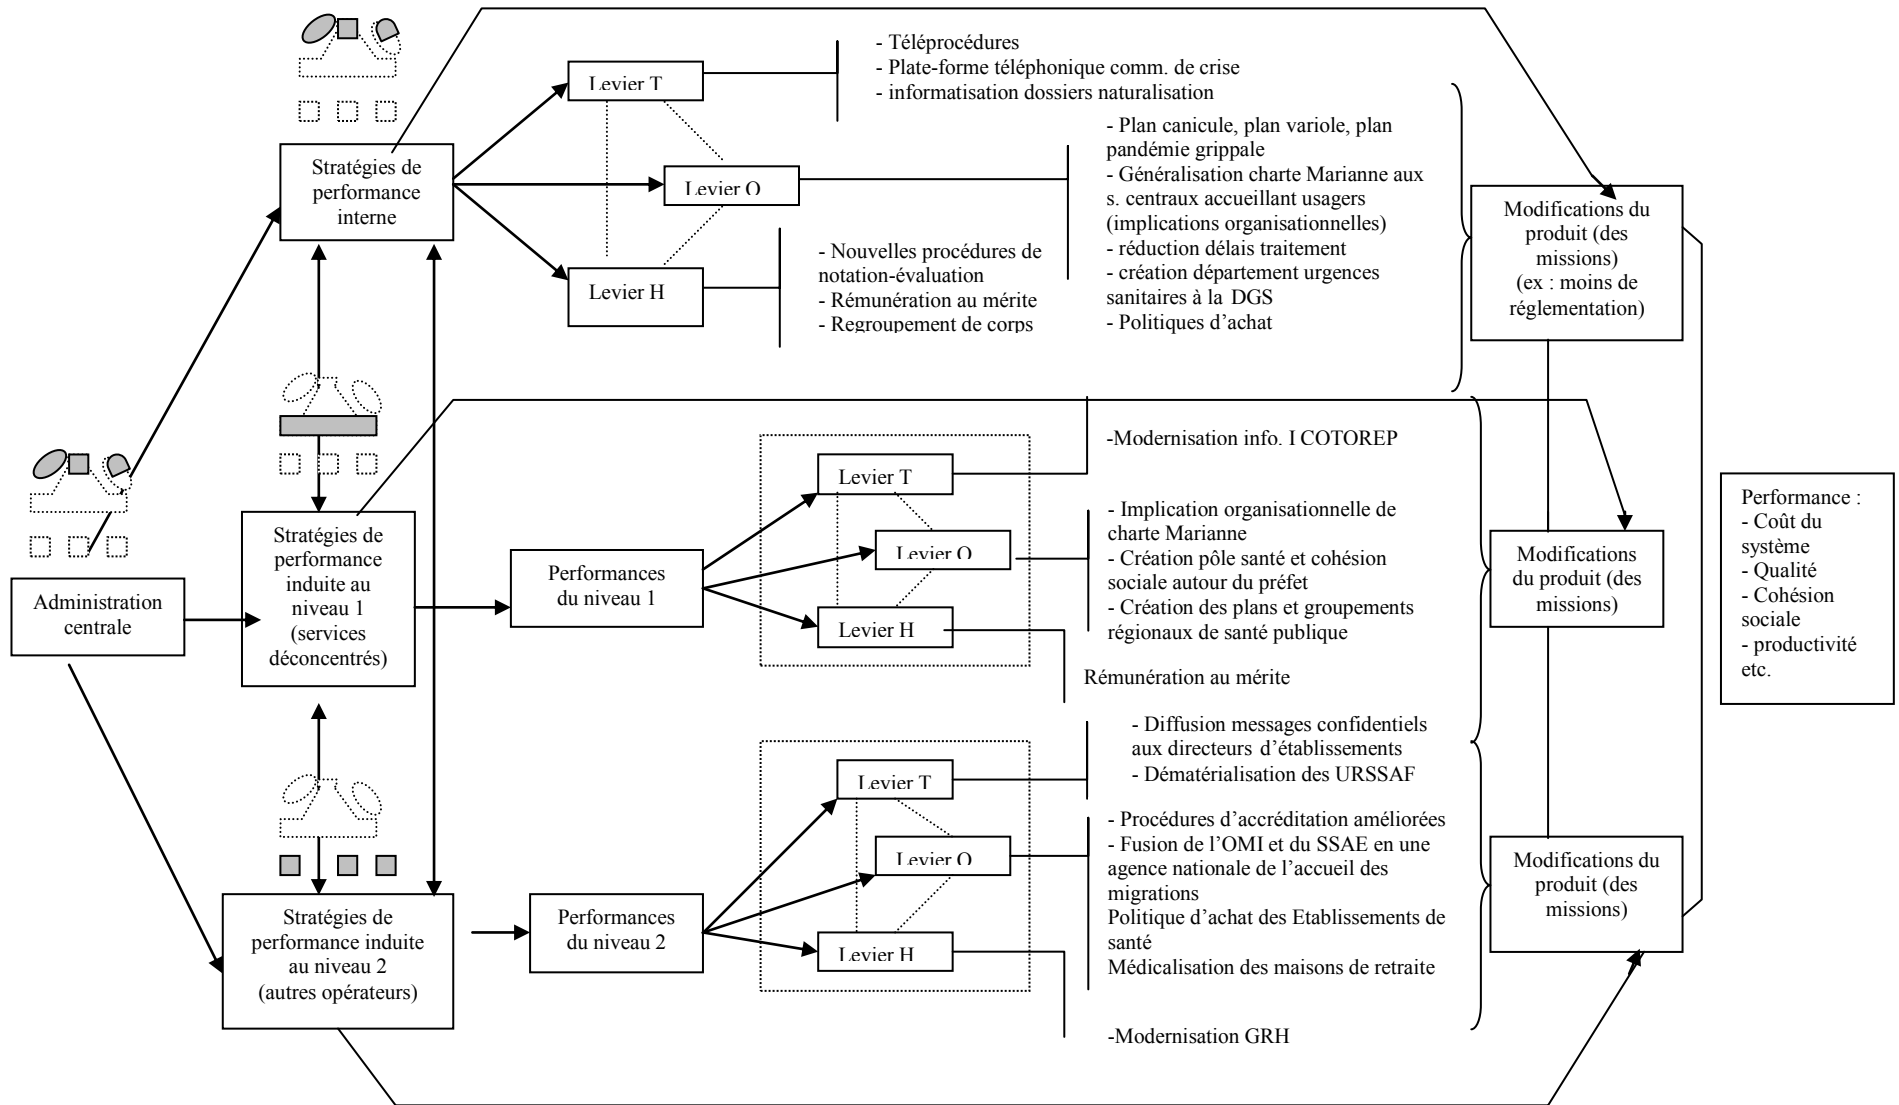 Stratégies de
performance
interne
Levier T
Levier O
Levier H
- Téléprocédures
- Plate-forme téléphonique comm. de crise
- informatisation dossiers naturalisation
- Plan canicule, plan variole, plan
pandémie grippale
- Généralisation charte Marianne aux
s. centraux accueillant usagers
(implications organisationnelles)
- réduction délais traitement
- création département urgences
sanitaires à la DGS
- Politiques d’achat
- Nouvelles procédures de
notation-évaluation
- Rémunération au mérite
- Regroupement de corps
Modifications du
produit (des
missions)
(ex : moins de
réglementation)
Administration
centrale
Stratégies de
performance
induite au
niveau 1
(services
déconcentrés)
Performances
du niveau 1
Levier T
Levier O
Levier H
-Modernisation info. I COTOREP
- Implication organisationnelle de
charte Marianne
- Création pôle santé et cohésion
sociale autour du préfet
- Création des plans et groupements
régionaux de santé publique
Rémunération au mérite
Modifications
du produit (des
missions)
Performance :
- Coût du
système
- Qualité
- Cohésion
sociale
- productivité
etc.
Stratégies de
performance induite
au niveau 2
(autres opérateurs)
Performances
du niveau 2
Levier T
Levier O
Levier H
- Diffusion messages confidentiels
aux directeurs d’établissements
- Dématérialisation des URSSAF
- Procédures d’accréditation améliorées
- Fusion de l’OMI et du SSAE en une
agence nationale de l’accueil des
migrations
Politique d’achat des Etablissements de
santé
Médicalisation des maisons de retraite
-Modernisation GRH
Modifications du
produit (des
missions)